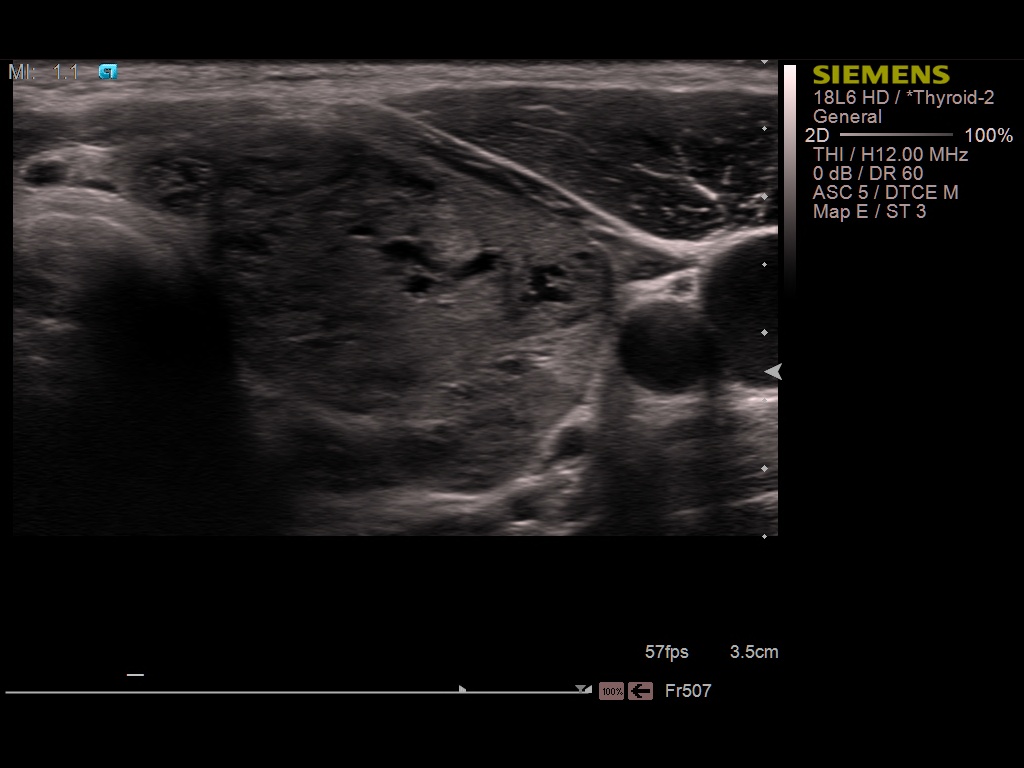 MI: 1.1
SIEMENS
18L6 HD / *Thyroid-2
General
2D 100%
THI / H12.00 MHz
0 dB / DR 60
ASC 5 / DTCE M
Map E / ST 3
57fps 3.5cm
100% Fr507